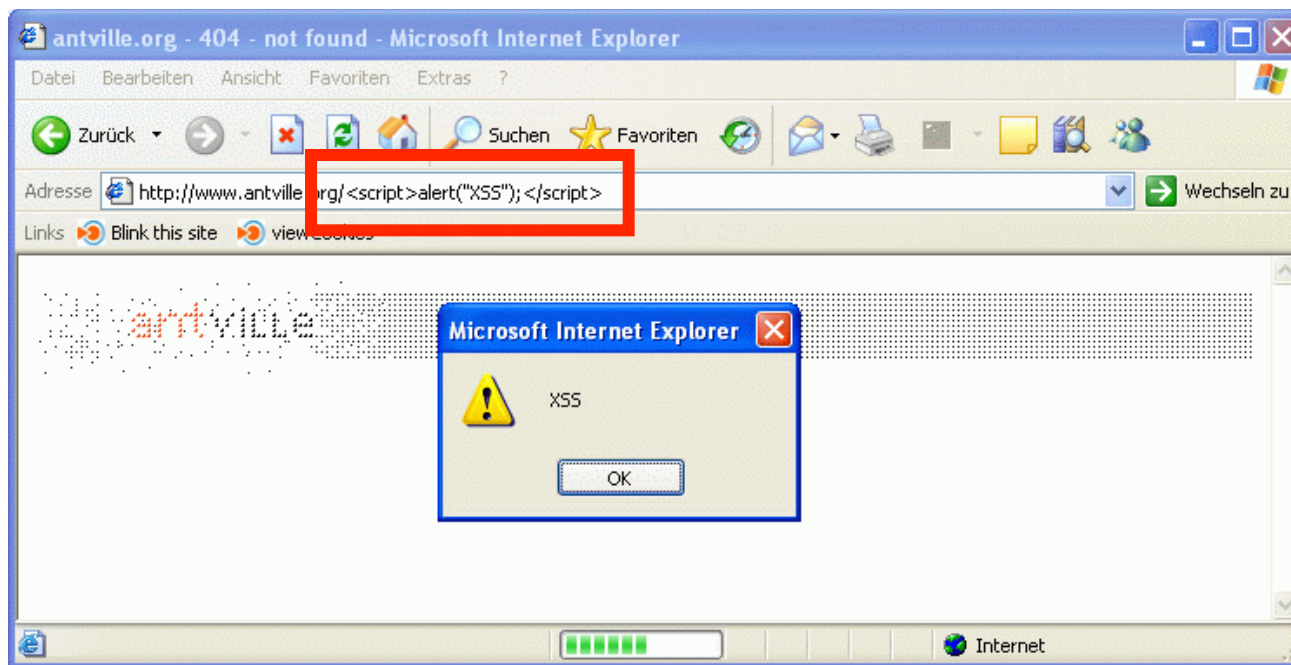 antville.org - 404 - not found - Microsoft Internet Explorer
Datei Bearbeiten Ansicht Favoriten Extras ?
Zurück Suchen Favoriten
Adresse http://www.antville.org/<script>alert("XSS");</script> Wechseln zu
Links Blink this site view cookies
antville
Microsoft Internet Explorer
XSS
OK
Internet